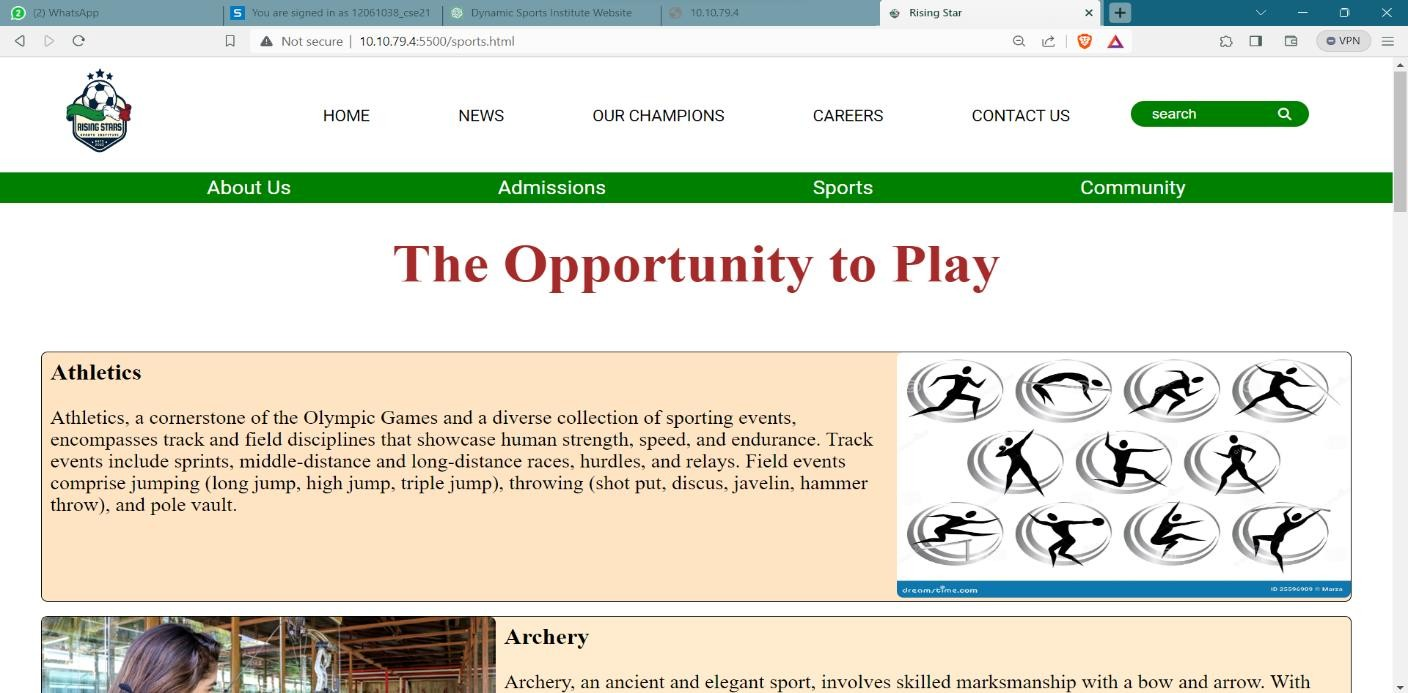 (2) WhatsApp
You are signed in as 12061038_cse21
Dynamic Sports Institute Website
10.10.79.4
Rising Star
Not secure | 10.10.79.4:5500/sports.html
VPN
RISING STARS
HOME
NEWS
OUR CHAMPIONS
CAREERS
CONTACT US
search
About Us
Admissions
Sports
Community
The Opportunity to Play
Athletics
Athletics, a cornerstone of the Olympic Games and a diverse collection of sporting events,
encompasses track and field disciplines that showcase human strength, speed, and endurance. Track
events include sprints, middle-distance and long-distance races, hurdles, and relays. Field events
comprise jumping (long jump, high jump, triple jump), throwing (shot put, discus, javelin, hammer
throw), and pole vault.
dreamstime.com
ID 25596909 © Marza
Archery
Archery, an ancient and elegant sport, involves skilled marksmanship with a bow and arrow. With